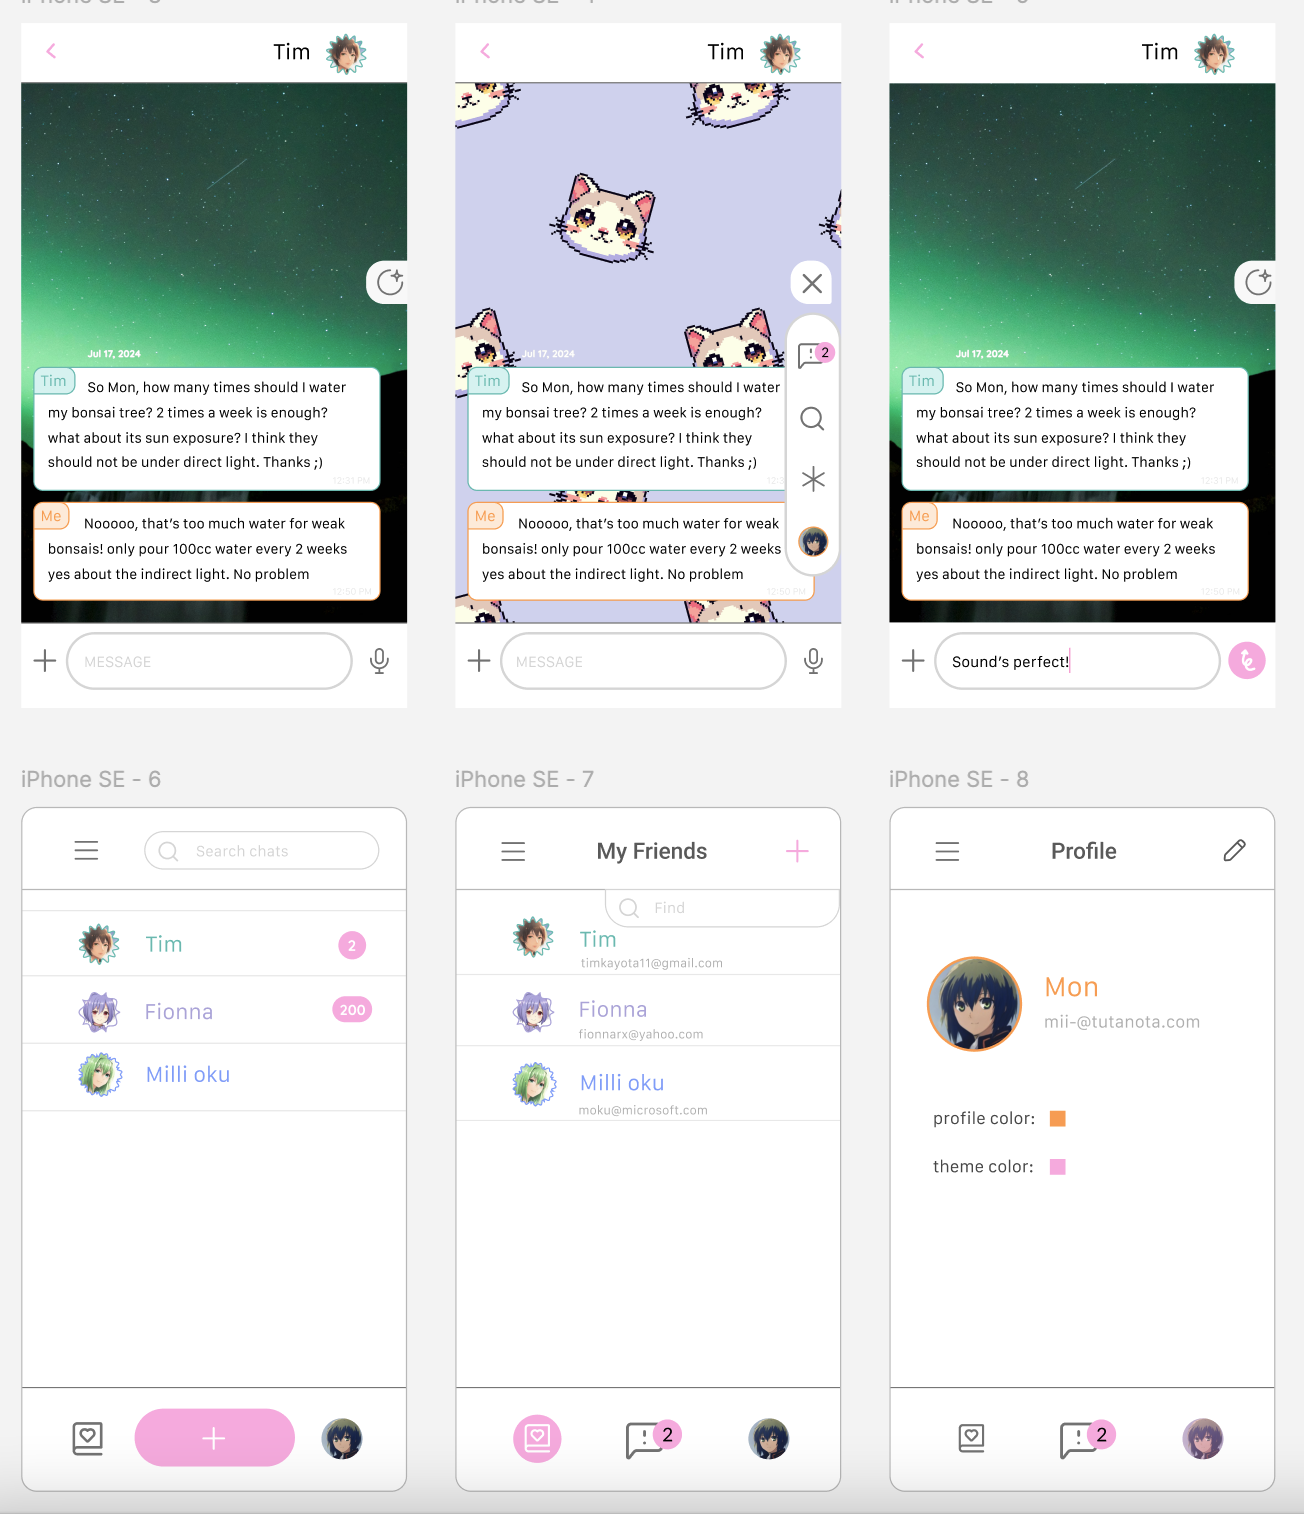 Tim
Jul 17, 2024
Tim
So Mon, how many times should I water
my bonsai tree? 2 times a week is enough?
what about its sun exposure? I think they
should not be under direct light. Thanks ;)
12:31 PM
Me
Nooooo, that's too much water for weak
bonsais! only pour 100cc water every 2 weeks
yes about the indirect light. No problem
12:50 PM
MESSAGE
Tim
Jul 17, 2024
2
Tim
So Mon, how many times should I water
my bonsai tree? 2 times a week is enough?
what about its sun exposure? I think they
should not be under direct light. Thanks ;)
Me
Nooooo, that's too much water for weak
bonsais! only pour 100cc water every 2 weeks
yes about the indirect light. No problem
12:50 PM
MESSAGE
Tim
Jul 17, 2024
Tim
So Mon, how many times should I water
my bonsai tree? 2 times a week is enough?
what about its sun exposure? I think they
should not be under direct light. Thanks ;)
12:31 PM
Me
Nooooo, that's too much water for weak
bonsais! only pour 100cc water every 2 weeks
yes about the indirect light. No problem
12:50 PM
Sound's perfect!
iPhone SE - 6
Search chats
Tim
2
Fionna
200
Milli oku
iPhone SE - 7
My Friends
Find
Tim
timkayota11@gmail.com
Fionna
fionnarx@yahoo.com
Milli oku
moku@microsoft.com
2
iPhone SE - 8
Profile
Mon
mii-@tutanota.com
profile color:
theme color:
2